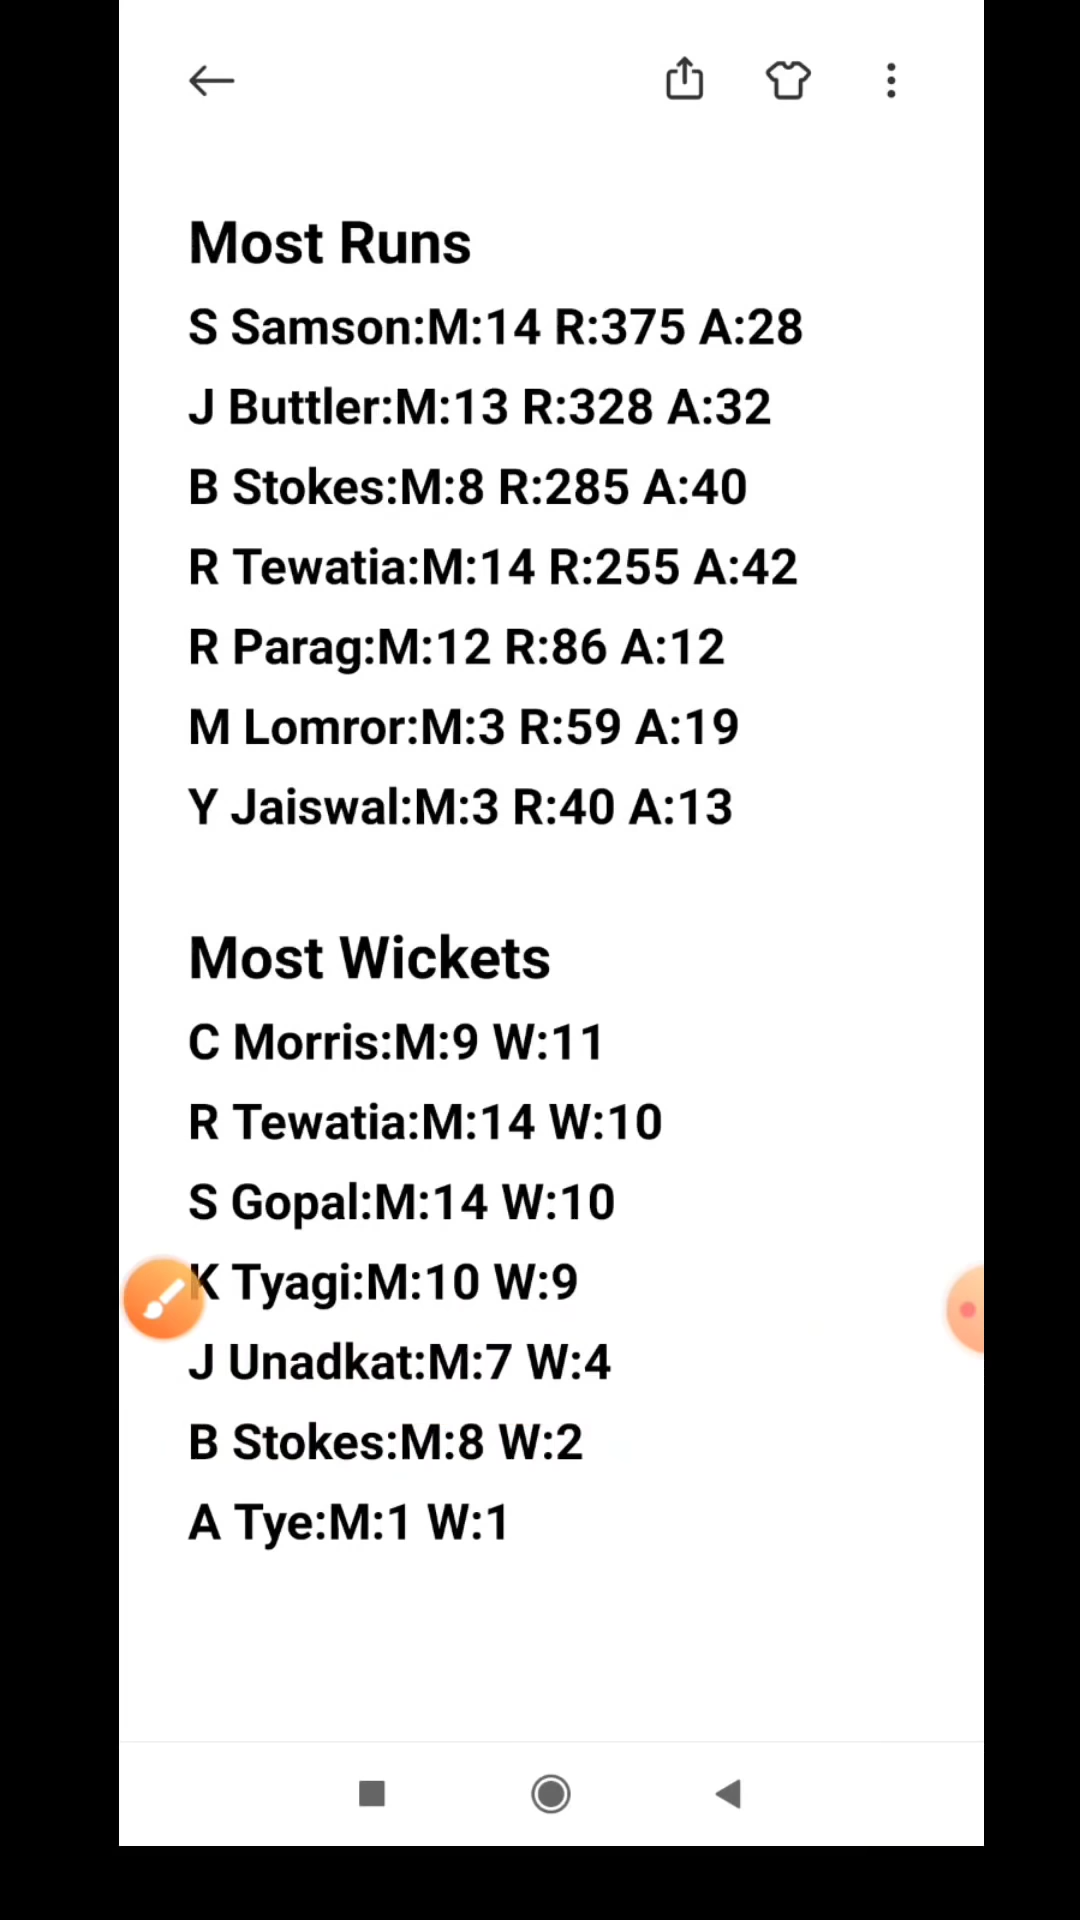 Most Runs
S Samson:M:14 R:375 A:28
J Buttler:M:13 R:328 A:32
B Stokes:M:8 R:285 A:40
R Tewatia:M:14 R:255 A:42
R Parag:M:12 R:86 A:12
M Lomror:M:3 R:59 A:19
Y Jaiswal:M:3 R:40 A:13
Most Wickets
C Morris:M:9 W:11
R Tewatia:M:14 W:10
S Gopal:M:14 W:10
K Tyagi:M:10 W:9
J Unadkat:M:7 W:4
B Stokes:M:8 W:2
A Tye:M:1 W:1